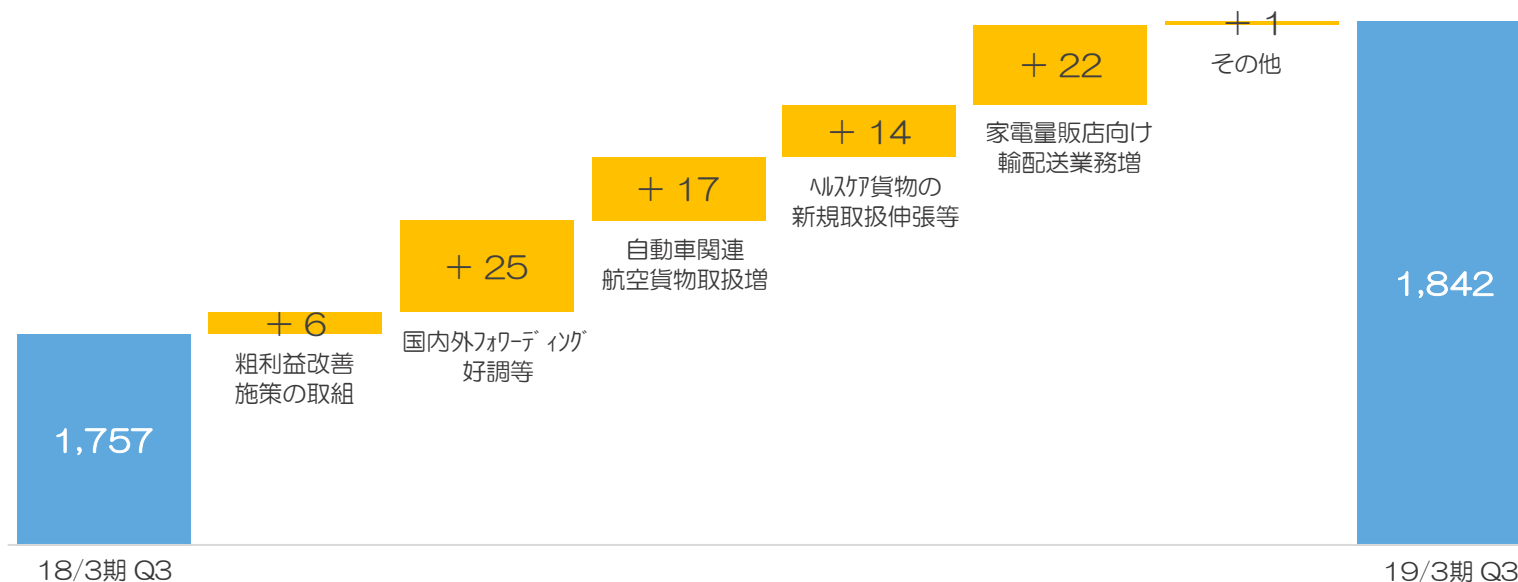 1,757
18/3期 Q3
＋ 6
粗利益改善
施策の取組
＋ 25
国内外ﾌｫﾜｰﾃﾞｨﾝｸﾞ
好調等
＋ 17
自動車関連
航空貨物取扱増
＋ 14
ﾍﾙｽｹｱ貨物の
新規取扱伸張等
＋ 22
家電量販店向け
輸配送業務増
＋ 1
その他
1,842
19/3期 Q3